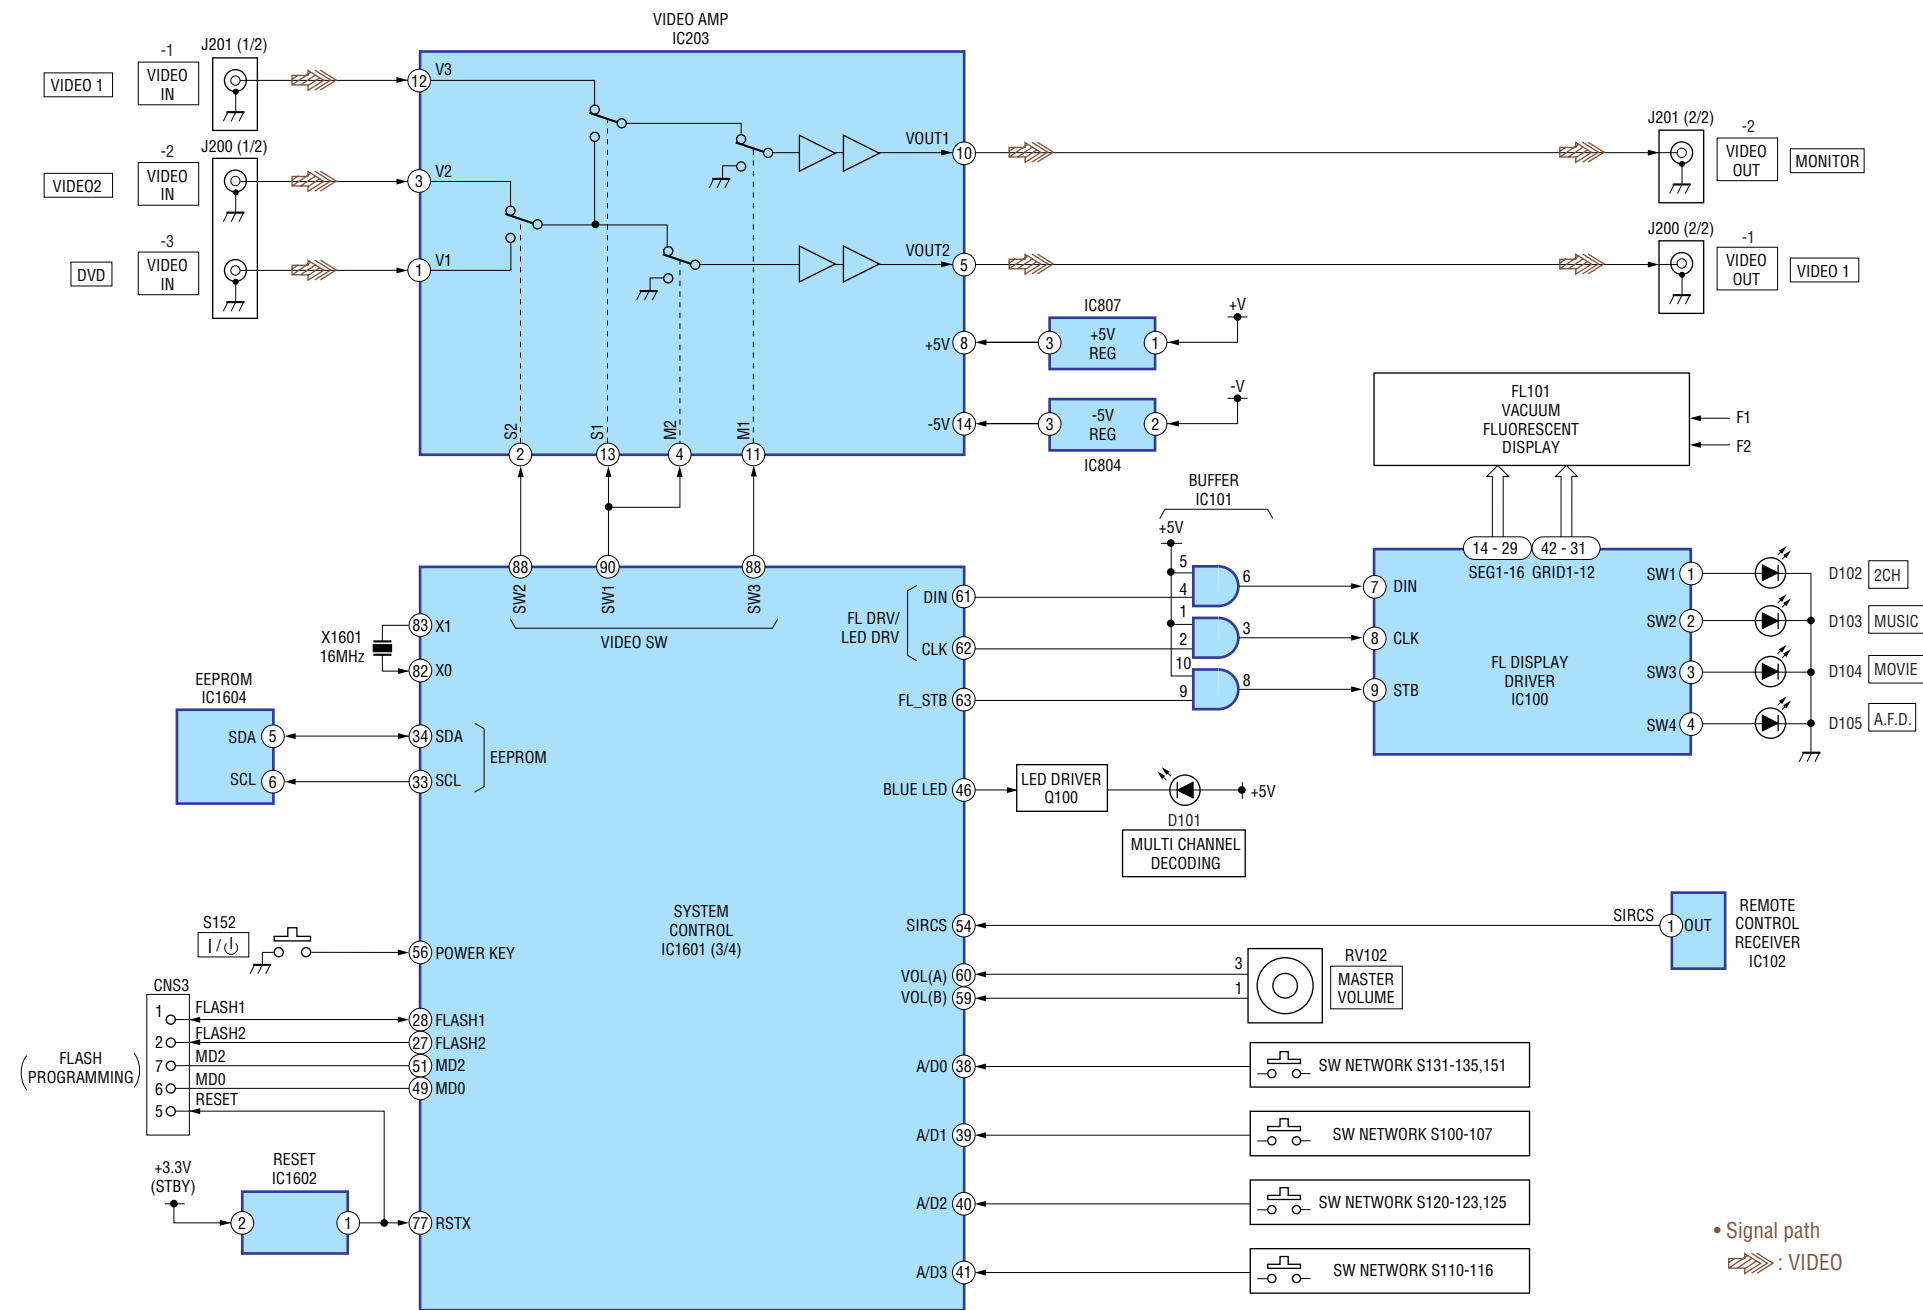 VIDEO AMP
IC203
VIDEO 1
-1
VIDEO
IN
J201 (1/2)
12
V3
VIDEO2
-2
VIDEO
IN
J200 (1/2)
3
V2
DVD
-3
VIDEO
IN
1
V1
VOUT1
10
J201 (2/2)
-2
VIDEO
OUT
MONITOR
VOUT2
5
J200 (2/2)
-1
VIDEO
OUT
VIDEO 1
+5V
8
IC807
3
+5V
REG
1
+V
-5V
14
3
-5V
REG
2
-V
IC804
S2
S1
M2
M1
2
13
4
11
FL101
VACUUM
FLUORESCENT
DISPLAY
F1
F2
BUFFER
IC101
+5V
88
90
88
SW2
SW1
SW3
VIDEO SW
X1601
16MHz
83
X1
82
X0
EEPROM
IC1604
SDA
5
SCL
6
34
SDA
33
SCL
EEPROM
FL DRV/
LED DRV
DIN
61
CLK
62
FL_STB
63
5
4
6
1
2
3
10
9
8
14 - 29
42 - 31
SEG1-16
GRID1-12
7
DIN
8
CLK
9
STB
FL DISPLAY
DRIVER
IC100
SW1
1
D102
2CH
SW2
2
D103
MUSIC
SW3
3
D104
MOVIE
SW4
4
D105
A.F.D.
BLUE LED
46
LED DRIVER
Q100
D101
+5V
MULTI CHANNEL
DECODING
SYSTEM
CONTROL
IC1601 (3/4)
S152
I / ⏻
56
POWER KEY
SIRCS
54
SIRCS
1
OUT
REMOTE
CONTROL
RECEIVER
IC102
VOL(A)
60
3
VOL(B)
59
1
RV102
MASTER
VOLUME
CNS3
FLASH
PROGRAMMING
1
FLASH1
28
FLASH1
2
FLASH2
27
FLASH2
7
MD2
51
MD2
6
MD0
49
MD0
5
RESET
A/D0
38
SW NETWORK S131-135,151
A/D1
39
SW NETWORK S100-107
A/D2
40
SW NETWORK S120-123,125
A/D3
41
SW NETWORK S110-116
+3.3V
(STBY)
RESET
IC1602
2
1
77
RSTX
• Signal path
: VIDEO